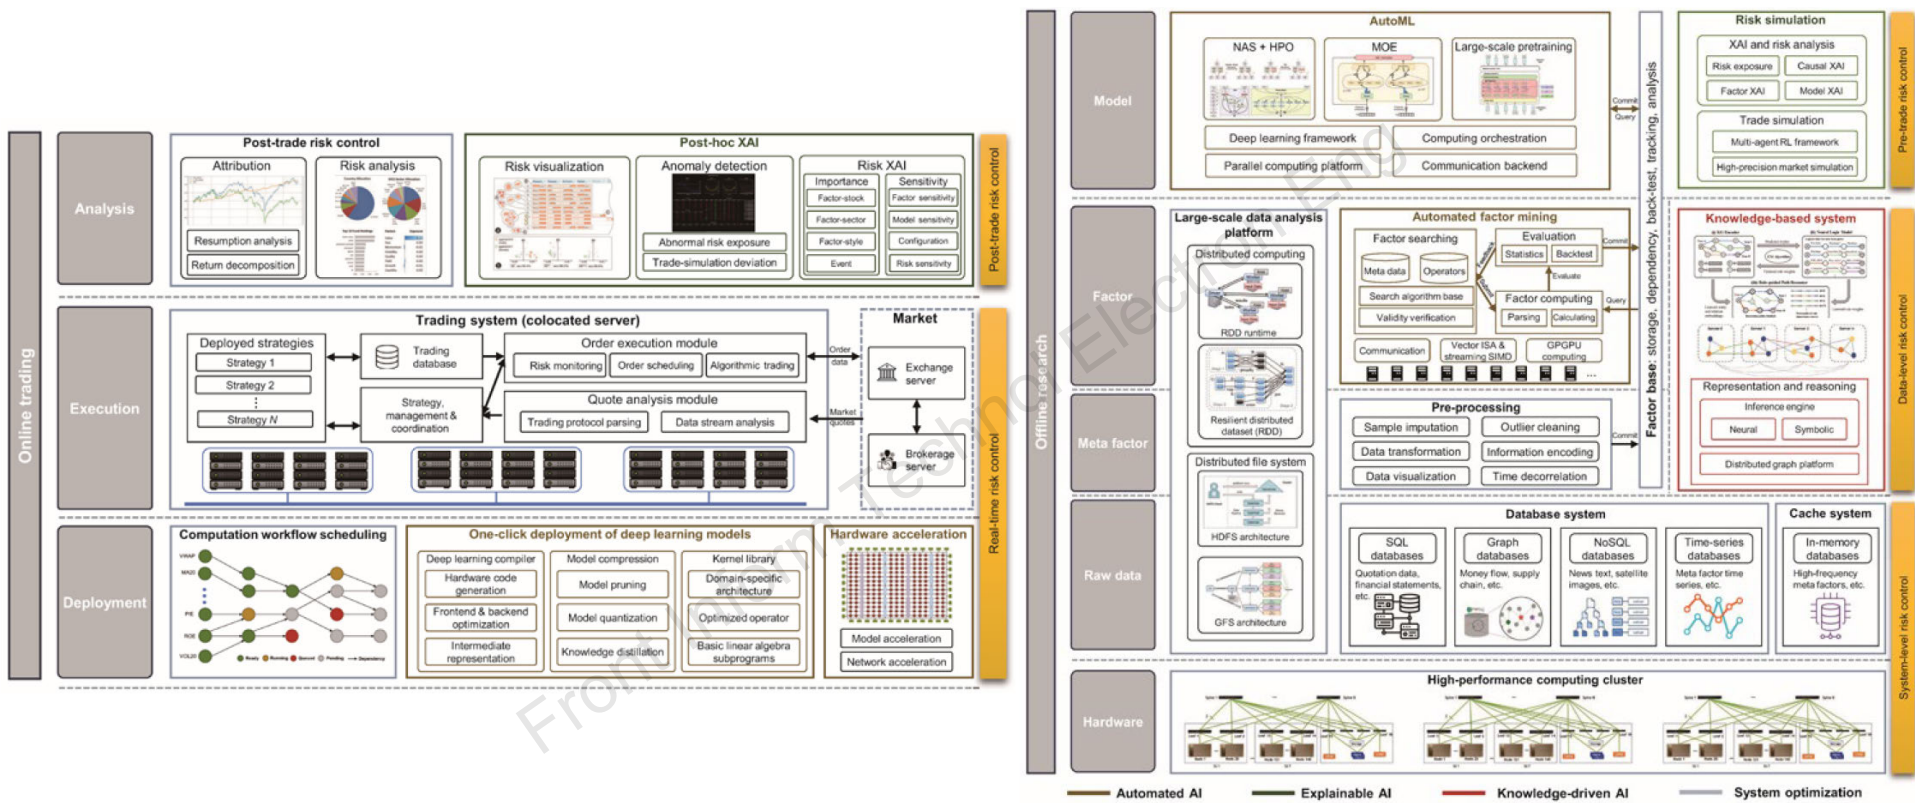 Online trading
Analysis
Post-trade risk control
Attribution
Resumption analysis
Return decomposition
Risk analysis
Post-hoc XAI
Risk visualization
Anomaly detection
Abnormal risk exposure
Trade-simulation deviation
Risk XAI
Importance
Factor-stock
Factor-sector
Factor-style
Event
Sensitivity
Factor sensitivity
Model sensitivity
Configuration
Risk sensitivity
Post-trade risk control
Execution
Trading system (colocated server)
Deployed strategies
Strategy 1
Strategy 2
Strategy N
Trading
database
Strategy,
management &
coordination
Order execution module
Risk monitoring
Order scheduling
Algorithmic trading
Quote analysis module
Trading protocol parsing
Data stream analysis
Order
data
Market
quotes
Market
Exchange
server
Brokerage
server
Real-time risk control
Deployment
Computation workflow scheduling
VWAP
MA20
P/E
ROE
VOL20
Ready
Running
Queued
Pending
Dependency
One-click deployment of deep learning models
Deep learning compiler
Hardware code
generation
Frontend & backend
optimization
Intermediate
representation
Model compression
Model pruning
Model quantization
Knowledge distillation
Kernel library
Domain-specific
architecture
Optimized operator
Basic linear algebra
subprograms
Hardware acceleration
Model acceleration
Network acceleration
Offline research
Model
AutoML
NAS + HPO
MOE
Large-scale pretraining
Deep learning framework
Computing orchestration
Parallel computing platform
Communication backend
Commit
Query
Factor base: storage, dependency, back-test, tracking, analysis
Risk simulation
XAI and risk analysis
Risk exposure
Causal XAI
Factor XAI
Model XAI
Trade simulation
Multi-agent RL framework
High-precision market simulation
Pre-trade risk control
Factor
Meta factor
Raw data
Large-scale data analysis
platform
Distributed computing
RDD runtime
Resilient distributed
dataset (RDD)
Distributed file system
HDFS architecture
GFS architecture
Automated factor mining
Factor searching
Meta data
Operators
Search algorithm base
Validity verification
Feedback
Submit
Evaluation
Statistics
Backtest
Evaluate
Factor computing
Parsing
Calculating
Commit
Query
Communication
Vector ISA &
streaming SIMD
GPGPU
computing
Knowledge-based system
Representation and reasoning
Inference engine
Neural
Symbolic
Distributed graph platform
Data-level risk control
Pre-processing
Sample imputation
Outlier cleaning
Data transformation
Information encoding
Data visualization
Time decorrelation
Commit
Database system
SQL
databases
Quotation data,
financial statements,
etc.
Graph
databases
Money flow, supply
chain, etc.
NoSQL
databases
News text, satellite
images, etc.
Time-series
databases
Meta factor time
series, etc.
Cache system
In-memory
databases
High-frequency
meta factors, etc.
System-level risk control
Hardware
High-performance computing cluster
Automated AI
Explainable AI
Knowledge-driven AI
System optimization
Front Inform Technol Electron Eng